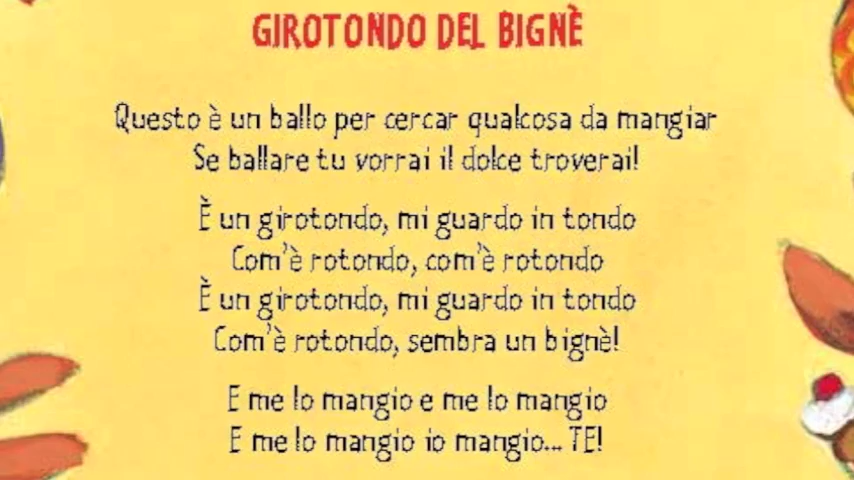 GIROTONDO DEL BIGNÈ
Questo è un ballo per cercar qualcosa da mangiar
Se ballare tu vorrai il dolce troverai!
È un girotondo, mi guardo in tondo
Com'è rotondo, com'è rotondo
È un girotondo, mi guardo in tondo
Com'è rotondo, sembra un bignè!
E me lo mangio e me lo mangio
E me lo mangio io mangio... TE!